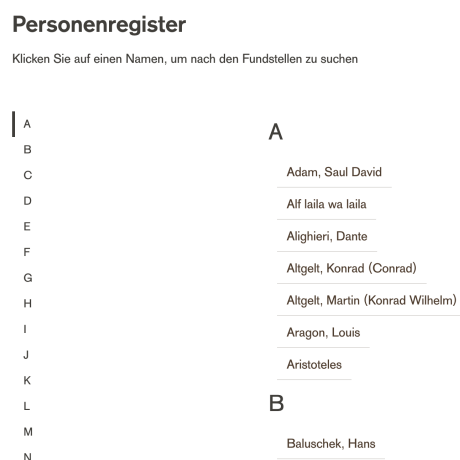 Personenregister
Klicken Sie auf einen Namen, um nach den Fundstellen zu suchen
A
B
C
D
E
F
G
H
I
J
K
L
M
N
A
Adam, Saul David
Alf laila wa laila
Alighieri, Dante
Altgelt, Konrad (Conrad)
Altgelt, Martin (Konrad Wilhelm)
Aragon, Louis
Aristoteles
B
Baluschek, Hans